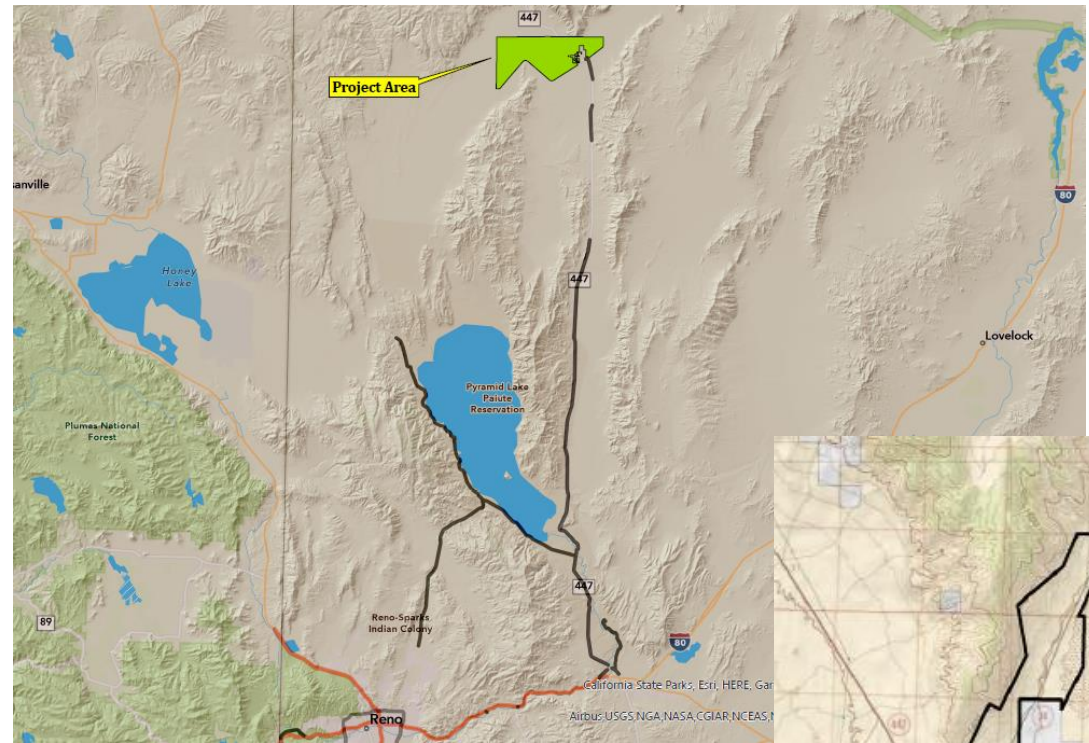 447
Project Area
anville
80
Honey
Lake
447
Lovelock
Pyramid Lake
Paiute
Reservation
Plumas National
Forest
447
89
Reno-Sparks
Indian Colony
80
California State Parks, Esri, HERE, Gar
Reno
Airbus,USGS,NGA,NASA,CGIAR,NCEAS,N